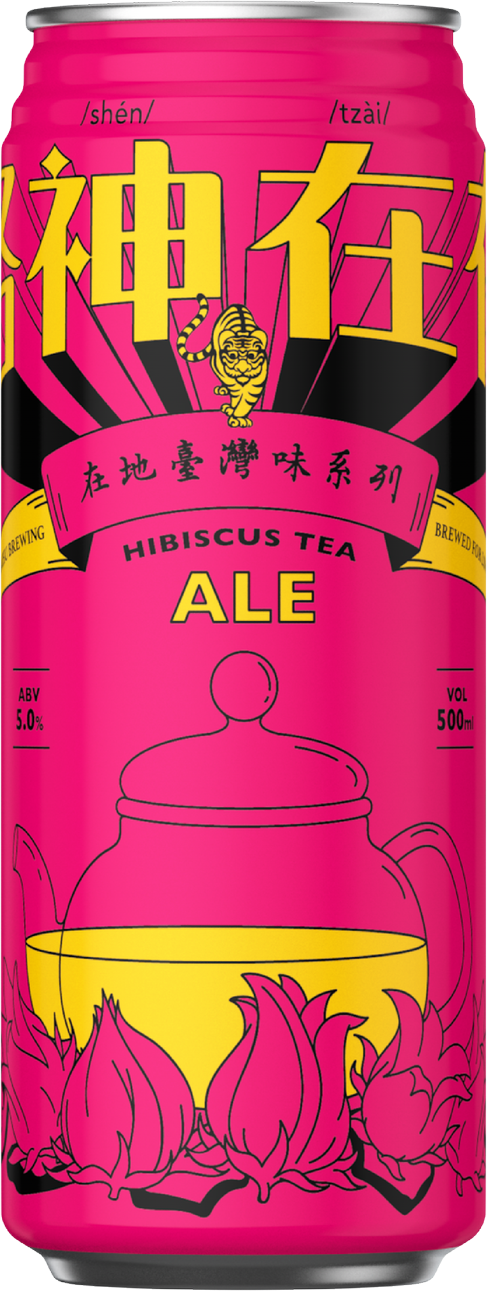 /shén/ /tzài/
神在
在地臺灣味系列
BREWING BREWED FOR
HIBISCUS TEA
ALE
ABV
5.0%
VOL
500ml